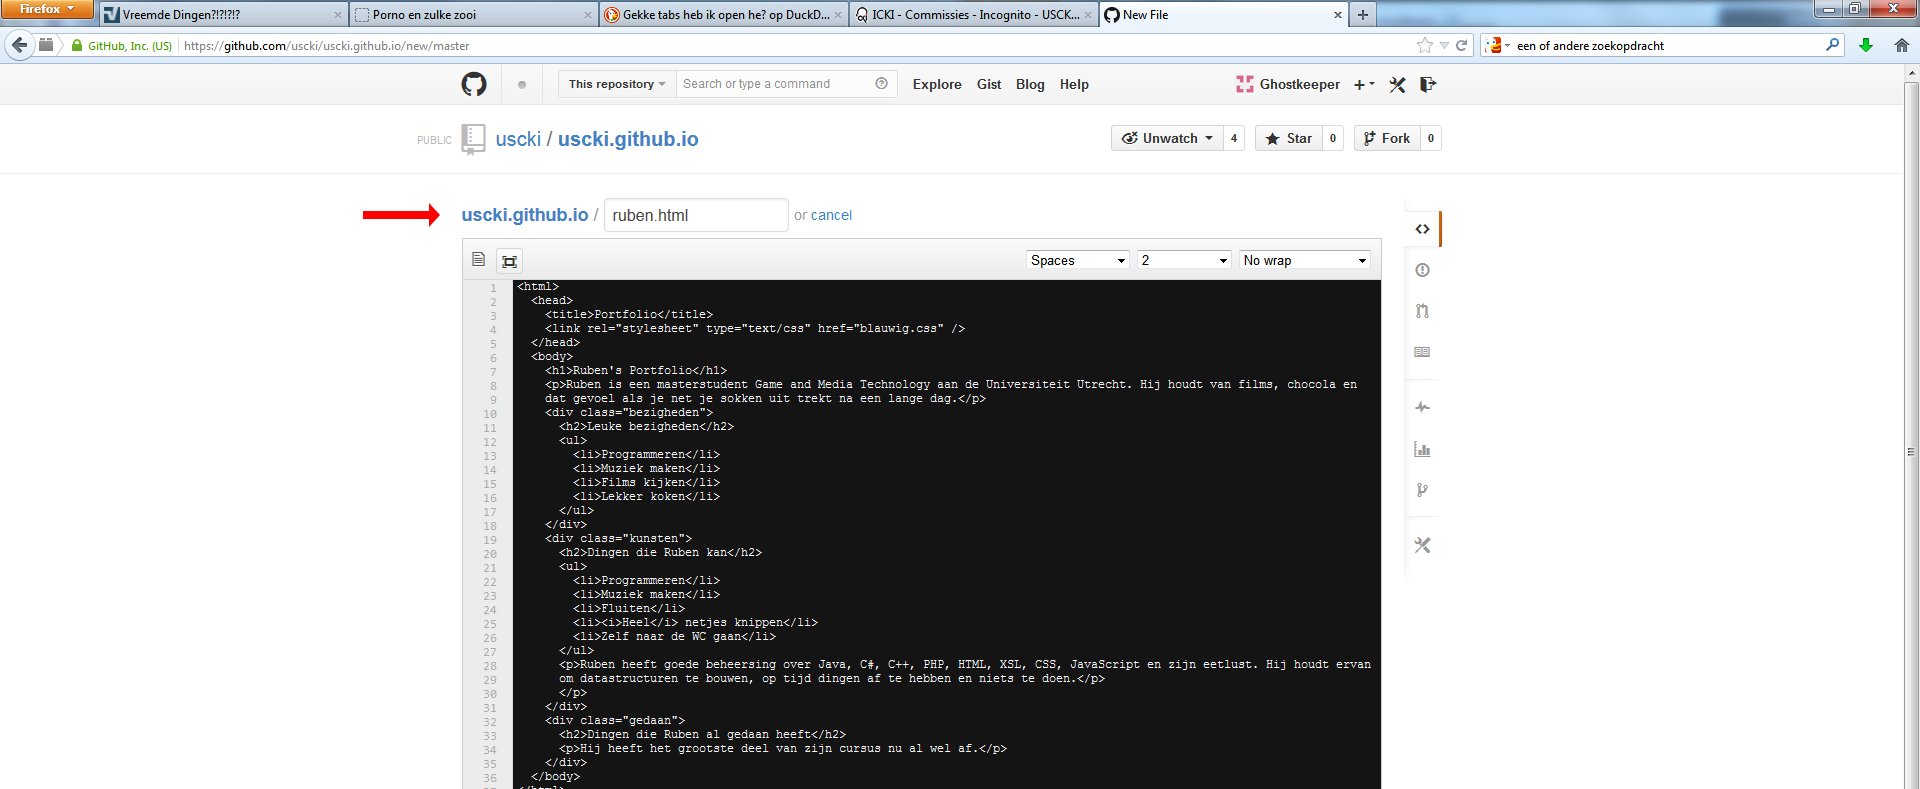 Firefox
Vreemde Dingen?!?!?!?
Porno en zulke zooi
Gekke tabs heb ik open he? op DuckD...
ICKI - Commissies - Incognito - USCK...
New File
GitHub, Inc. (US)
https://github.com/uscki/uscki.github.io/new/master
een of andere zoekopdracht
This repository
Search or type a command
Explore
Gist
Blog
Help
Ghostkeeper
PUBLIC
uscki / uscki.github.io
Unwatch
4
Star
0
Fork
0
uscki.github.io / ruben.html or cancel
Spaces
2
No wrap
1 <html>
2 <head>
3 <title>Portfolio</title>
4 <link rel="stylesheet" type="text/css" href="blauwig.css" />
5 </head>
6 <body>
7 <h1>Ruben's Portfolio</h1>
8 <p>Ruben is een masterstudent Game and Media Technology aan de Universiteit Utrecht. Hij houdt van films, chocola en
9 dat gevoel als je net je sokken uit trekt na een lange dag.</p>
10 <div class="bezigheden">
11 <h2>Leuke bezigheden</h2>
12 <ul>
13 <li>Programmeren</li>
14 <li>Muziek maken</li>
15 <li>Films kijken</li>
16 <li>Lekker koken</li>
17 </ul>
18 </div>
19 <div class="kunsten">
20 <h2>Dingen die Ruben kan</h2>
21 <ul>
22 <li>Programmeren</li>
23 <li>Muziek maken</li>
24 <li>Fluiten</li>
25 <li><i>Heel</i> netjes knippen</li>
26 <li>Zelf naar de WC gaan</li>
27 </ul>
28 <p>Ruben heeft goede beheersing over Java, C#, C++, PHP, HTML, XSL, CSS, JavaScript en zijn eetlust. Hij houdt ervan
29 om datastructuren te bouwen, op tijd dingen af te hebben en niets te doen.</p>
30 </p>
31 </div>
32 <div class="gedaan">
33 <h2>Dingen die Ruben al gedaan heeft</h2>
34 <p>Hij heeft het grootste deel van zijn cursus nu al wel af.</p>
35 </div>
36 </body>
</html>